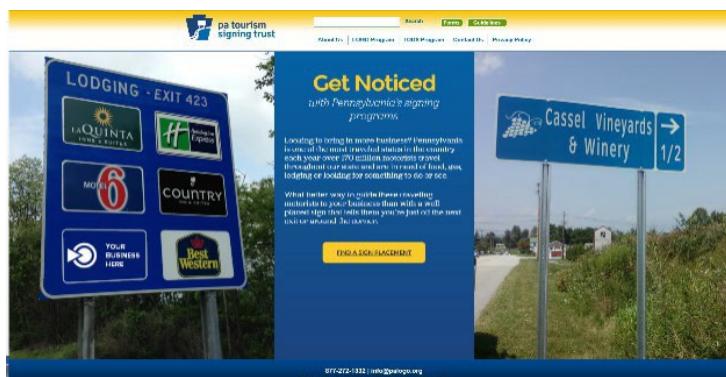 pa tourism
signing trust
Search
Forms
Guidelines
About Us
LOGO Program
TODS Program
Contact Us
Privacy Policy
LODGING - EXIT 423
LAQUINTA
INNS & SUITES
Express
MOTEL
6
COUNTRY
INN & SUITES
YOUR
BUSINESS
HERE
Best
Western
Get Noticed
with Pennsylvania's signing
programs
Looking to bring in more business? Pennsylvania
is one of the most traveled states in the country
each year over 170 million motorists travel
throughout our state and are in need of food, gas,
lodging or looking for something to do or see.
What better way to guide these traveling
motorists to your business than with a well
placed sign that tells them you're just off the next
exit or around the corner.
FIND A SIGN PLACEMENT
Cassel Vineyards
& Winery
1/2
877-272-1332 | info@palogo.org